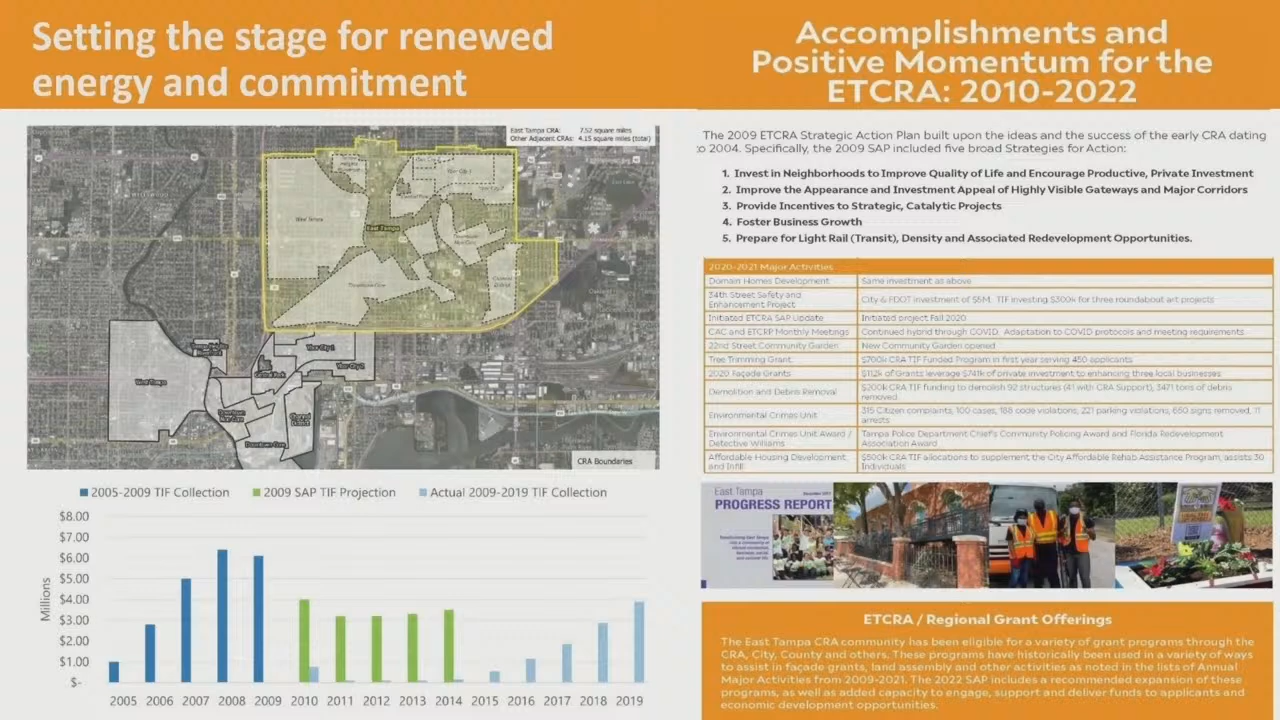 Setting the stage for renewed
energy and commitment
East Tampa CRA: 7.52 square miles
Other Adjacent CRAs: 4.15 square miles (total)
West Tampa
East Tampa
West Tampa
CRA Boundaries
2005-2009 TIF Collection
2009 SAP TIF Projection
Actual 2009-2019 TIF Collection
Millions
$8.00
$7.00
$6.00
$5.00
$4.00
$3.00
$2.00
$1.00
$-
2005 2006 2007 2008 2009 2010 2011 2012 2013 2014 2015 2016 2017 2018 2019
Accomplishments and
Positive Momentum for the
ETCRA: 2010-2022
The 2009 ETCRA Strategic Action Plan built upon the ideas and the success of the early CRA dating
to 2004. Specifically, the 2009 SAP included five broad Strategies for Action:
1. Invest in Neighborhoods to Improve Quality of Life and Encourage Productive, Private Investment
2. Improve the Appearance and Investment Appeal of Highly Visible Gateways and Major Corridors
3. Provide Incentives to Strategic, Catalytic Projects
4. Foster Business Growth
5. Prepare for Light Rail (Transit), Density and Associated Redevelopment Opportunities.
2020-2021 Major Activities
Domain Homes Development Same investment as above
34th Street Safety and
Enhancement Project City & FDOT investment of $6M. TIF investing $300k for three roundabout art projects
Initiated ETCRA SAP Update Initiated project Fall 2020
CAC and ETCRP Monthly Meetings Continued hybrid through COVID. Adaptation to COVID protocols and meeting requirements
22nd Street Community Garden New Community Garden opened
Tree Trimming Grant $700k CRA TIF Funded Program in first year serving 450 applicants
2020 Façade Grants $112k of Grants leverage $741k of private investment to enhancing three local businesses
Demolition and Debris Removal $200k CRA TIF funding to demolish 92 structures (41 with CRA Support), 3471 tons of debris
removed
Environmental Crimes Unit 315 Citizen complaints, 100 cases, 188 code violations, 221 parking violations, 650 signs removed, 11
arrests
Environmental Crimes Unit Award /
Detective Williams Tampa Police Department Chief's Community Policing Award and Florida Redevelopment
Association Award
Affordable Housing Development
and Infill $500k CRA TIF allocations to supplement the City Affordable Rehab Assistance Program, assists 30
Individuals
East Tampa
PROGRESS REPORT
ETCRA / Regional Grant Offerings
The East Tampa CRA community has been eligible for a variety of grant programs through the
CRA, City, County and others. These programs have historically been used in a variety of ways
to assist in façade grants, land assembly and other activities as noted in the lists of Annual
Major Activities from 2009-2021. The 2022 SAP includes a recommended expansion of these
programs, as well as added capacity to engage, support and deliver funds to applicants and
economic development opportunities.